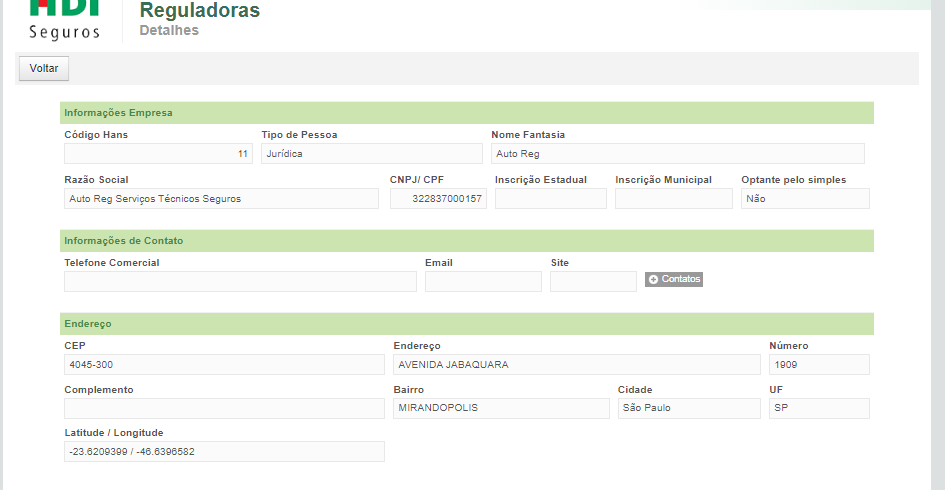 HDI
Seguros
Reguladoras
Detalhes
Voltar
Informações Empresa
Código Hans Tipo de Pessoa Nome Fantasia
11 Jurídica Auto Reg
Razão Social CNPJ/ CPF Inscrição Estadual Inscrição Municipal Optante pelo simples
Auto Reg Serviços Técnicos Seguros 322837000157 Não
Informações de Contato
Telefone Comercial Email Site
Contatos
Endereço
CEP Endereço Número
4045-300 AVENIDA JABAQUARA 1909
Complemento Bairro Cidade UF
MIRANDOPOLIS São Paulo SP
Latitude / Longitude
-23.6209399 / -46.6396582